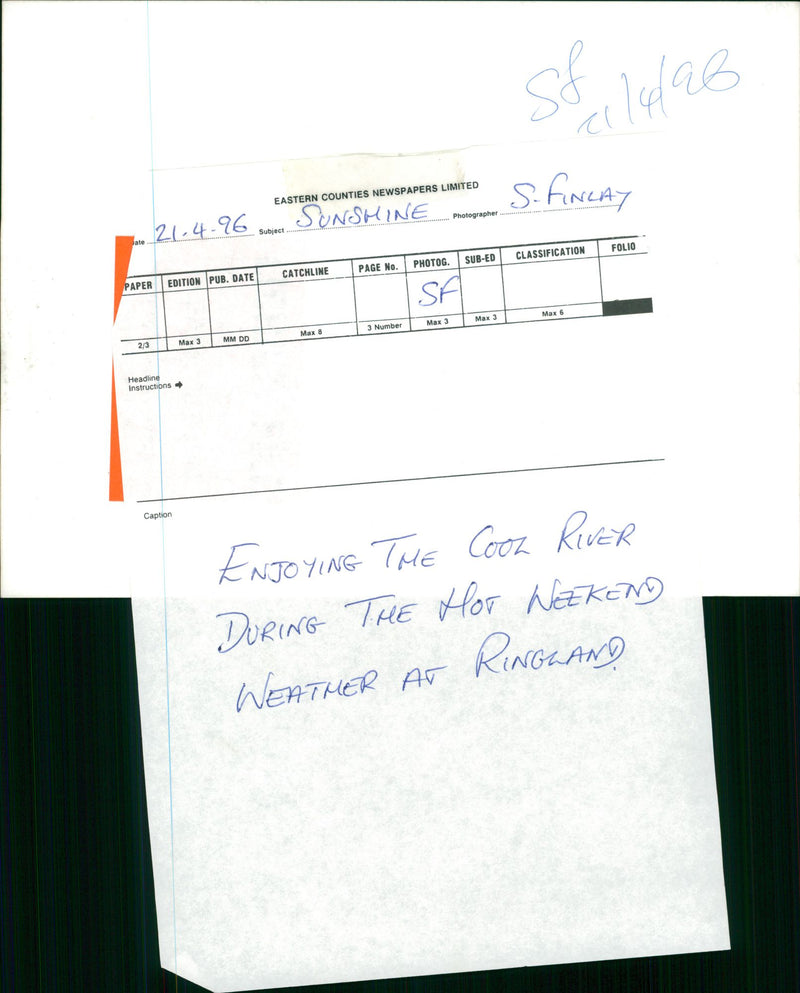 SF
21/4/96
EASTERN COUNTIES NEWSPAPERS LIMITED
Date 21.4.96 Subject SUNSHINE Photographer S. FINLAY
PAPER EDITION PUB. DATE CATCHLINE PAGE No. PHOTOG. SUB-ED CLASSIFICATION FOLIO
SF
2/3 Max 3 MM DD Max 8 3 Number Max 3 Max 3 Max 6
Headline
Instructions ➔
Caption
ENJOYING THE COOL RIVER
DURING THE HOT WEEKEND
WEATHER AT RINGLAND.